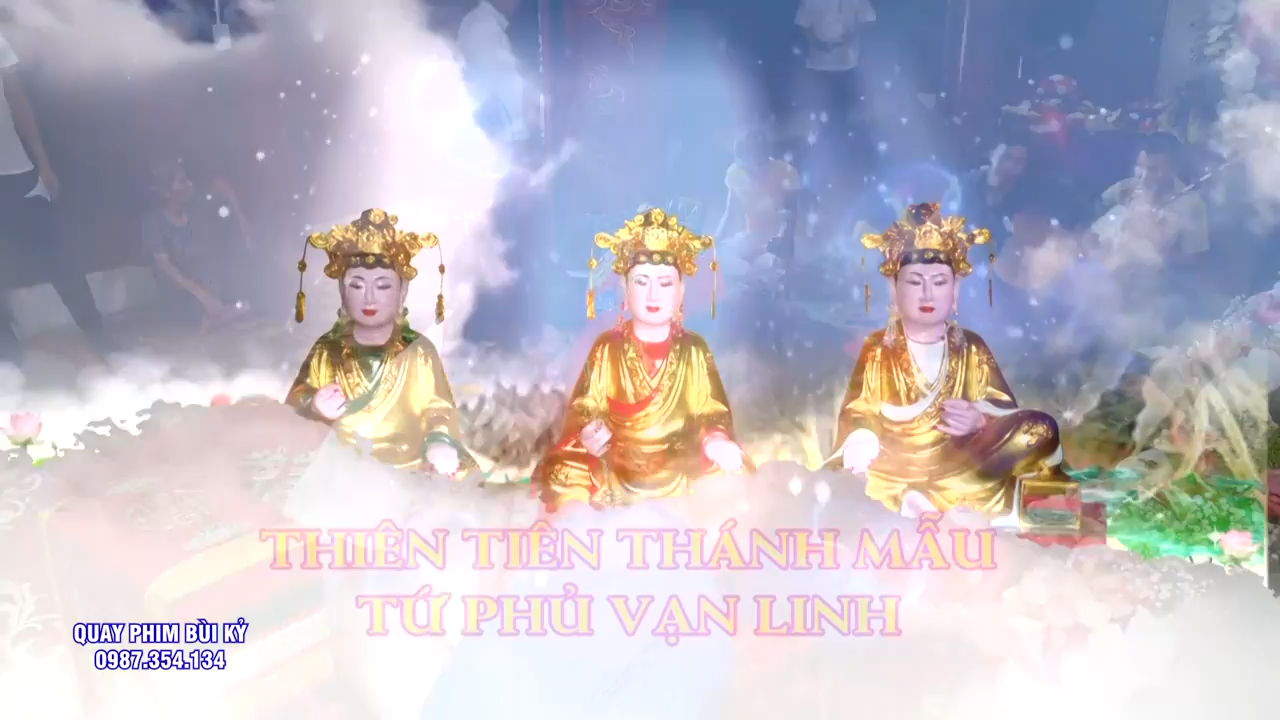 THIÊN TIÊN THÁNH MẪU
TỨ PHỦ VẠN LINH
QUAY PHIM BÙI KỶ
0987.354.134